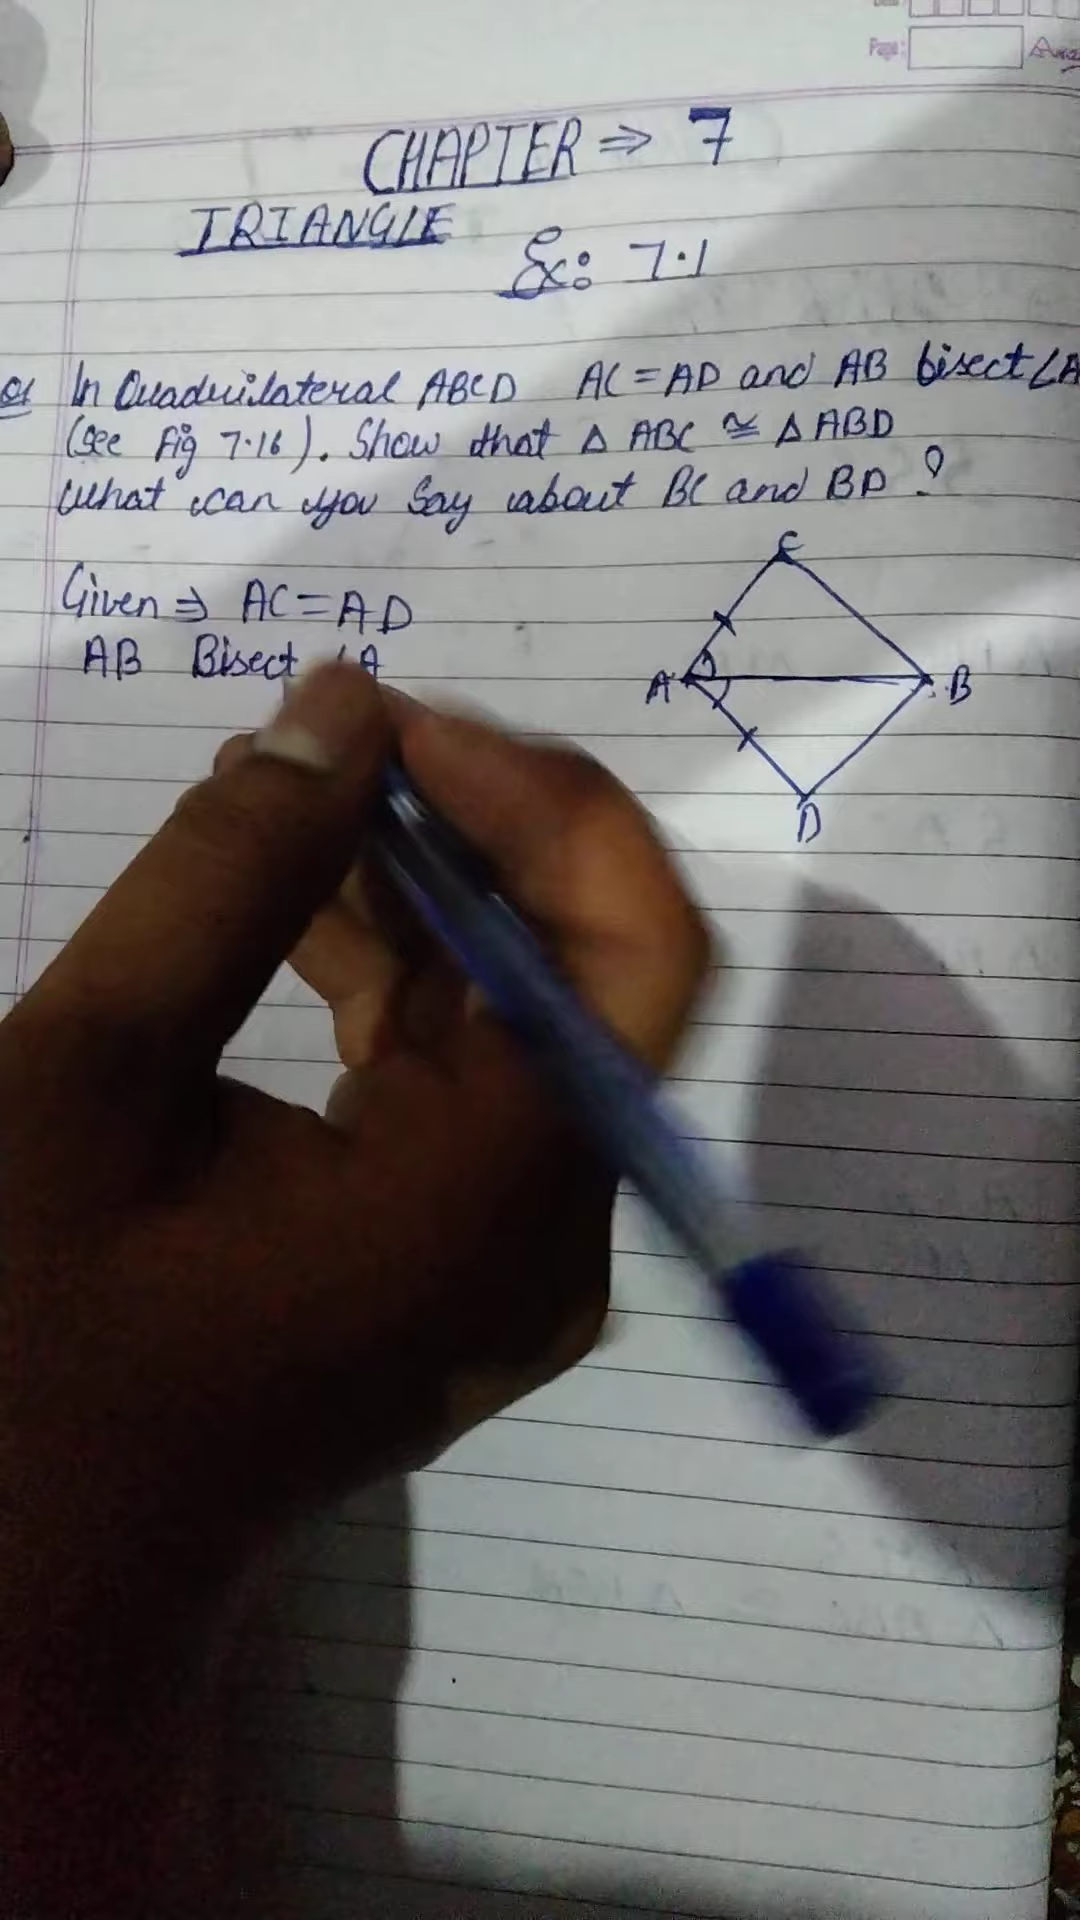 Page:
CHAPTER ⇒ 7
TRIANGLE
Ex: 7.1
Q1 In Quadrilateral ABCD AC = AD and AB bisect ∠A
(See Fig 7.16). Show that △ ABC ≅ △ ABD
What can you Say about BC and BD ?
Given ⇒ AC = AD
AB Bisect ∠A
C
A
B
D